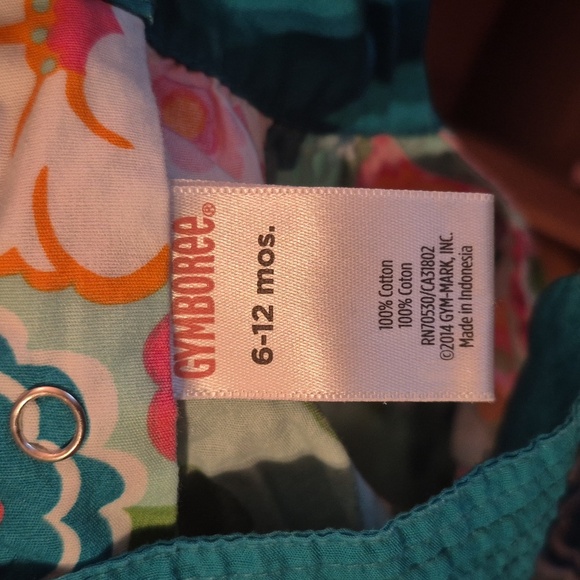 GYMBOREE®
6-12 mos.
100% Cotton
100% Coton
RN70530/CA31802
©2014 GYM-MARK, INC.
Made in Indonesia